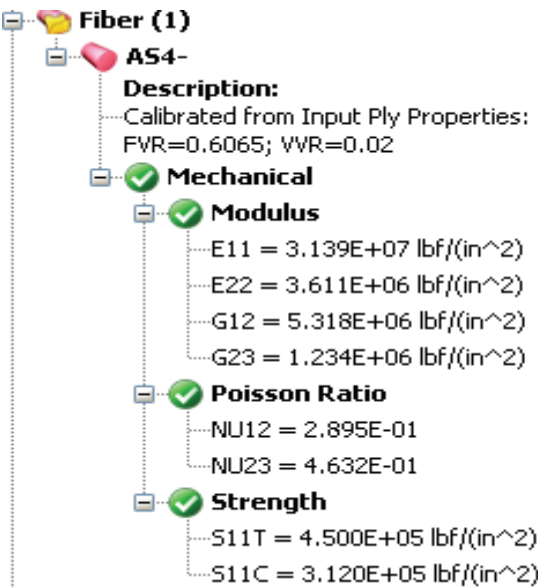 Fiber (1)
AS4-
Description:
Calibrated from Input Ply Properties:
FVR=0.6065; VVR=0.02
Mechanical
Modulus
E11 = 3.139E+07 lbf/(in^2)
E22 = 3.611E+06 lbf/(in^2)
G12 = 5.318E+06 lbf/(in^2)
G23 = 1.234E+06 lbf/(in^2)
Poisson Ratio
NU12 = 2.895E-01
NU23 = 4.632E-01
Strength
S11T = 4.500E+05 lbf/(in^2)
S11C = 3.120E+05 lbf/(in^2)